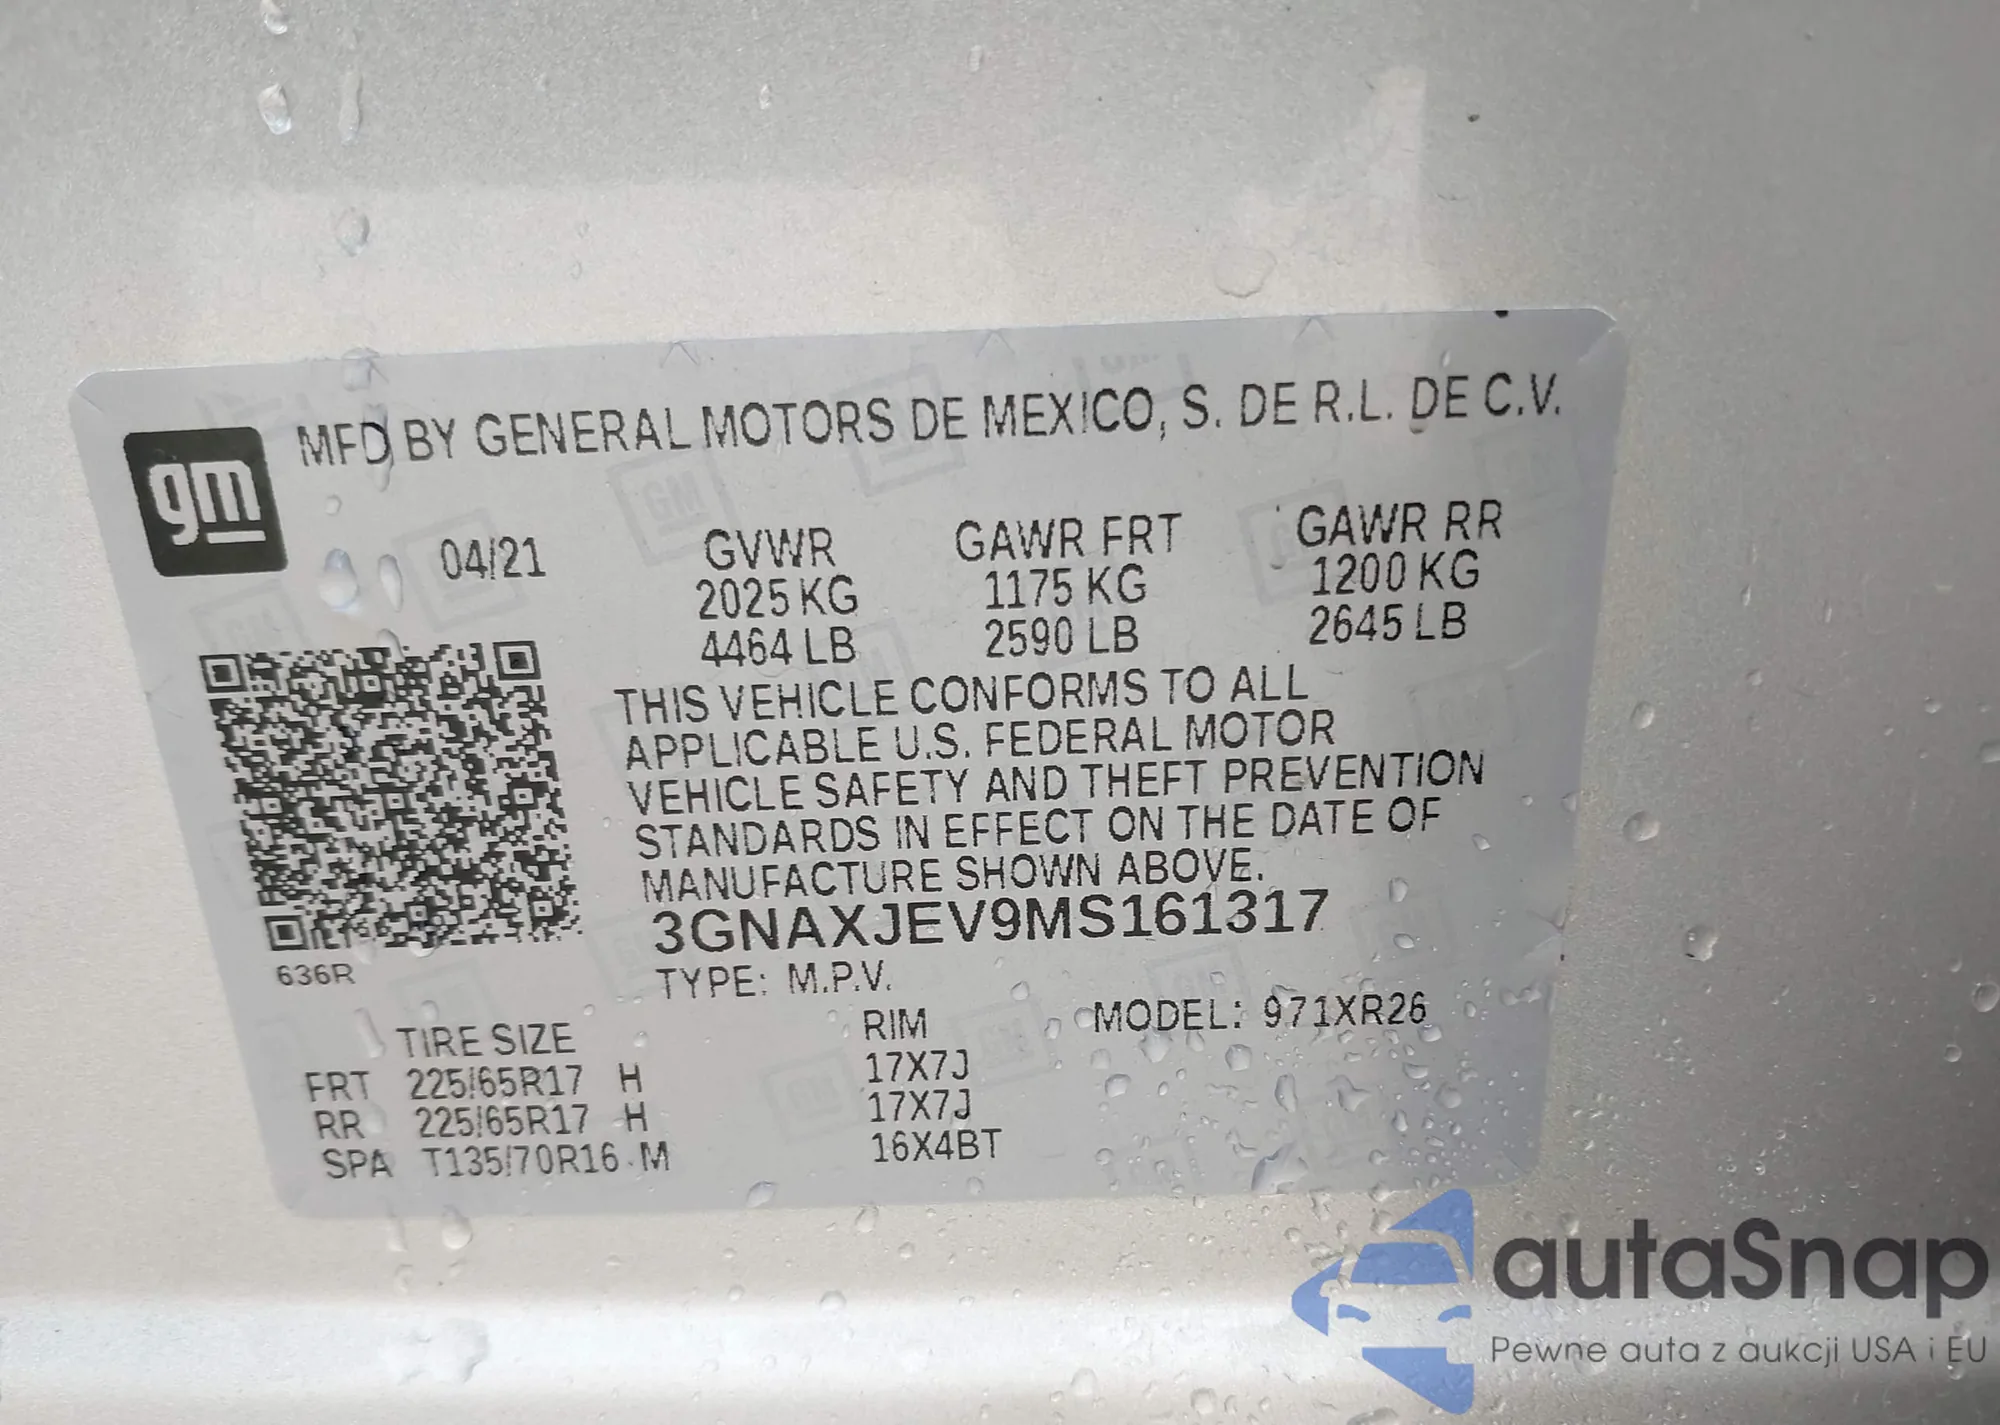 gm
MFD BY GENERAL MOTORS DE MEXICO, S. DE R.L. DE C.V.
04/21 GVWR GAWR FRT GAWR RR
2025 KG 1175 KG 1200 KG
4464 LB 2590 LB 2645 LB
THIS VEHICLE CONFORMS TO ALL
APPLICABLE U.S. FEDERAL MOTOR
VEHICLE SAFETY AND THEFT PREVENTION
STANDARDS IN EFFECT ON THE DATE OF
MANUFACTURE SHOWN ABOVE.
3GNAXJEV9MS161317
636R
TYPE: M.P.V.
TIRE SIZE RIM MODEL: 971XR26
FRT 225/65R17 H 17X7J
RR 225/65R17 H 17X7J
SPA T135/70R16 M 16X4BT
autaSnap
Pewne auta z aukcji USA i EU